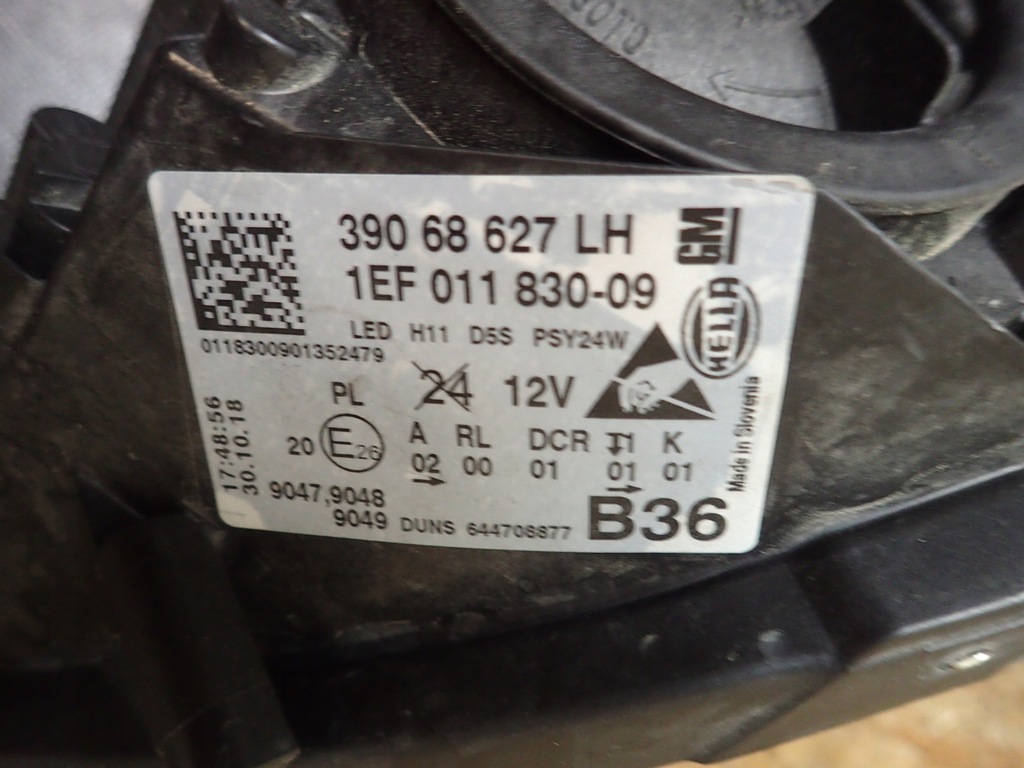 390 68 627 LH
GM
1EF 011 830-09
HELLA
LED H11 D5S PSY24W
0118300901352479
PL 24 12V
20 E26
A RL DCR T1 K
02 00 01 01 01
17:48:56
30.10.18
Made in Slovenia
9047,9048
9049 DUNS 644708877
B36